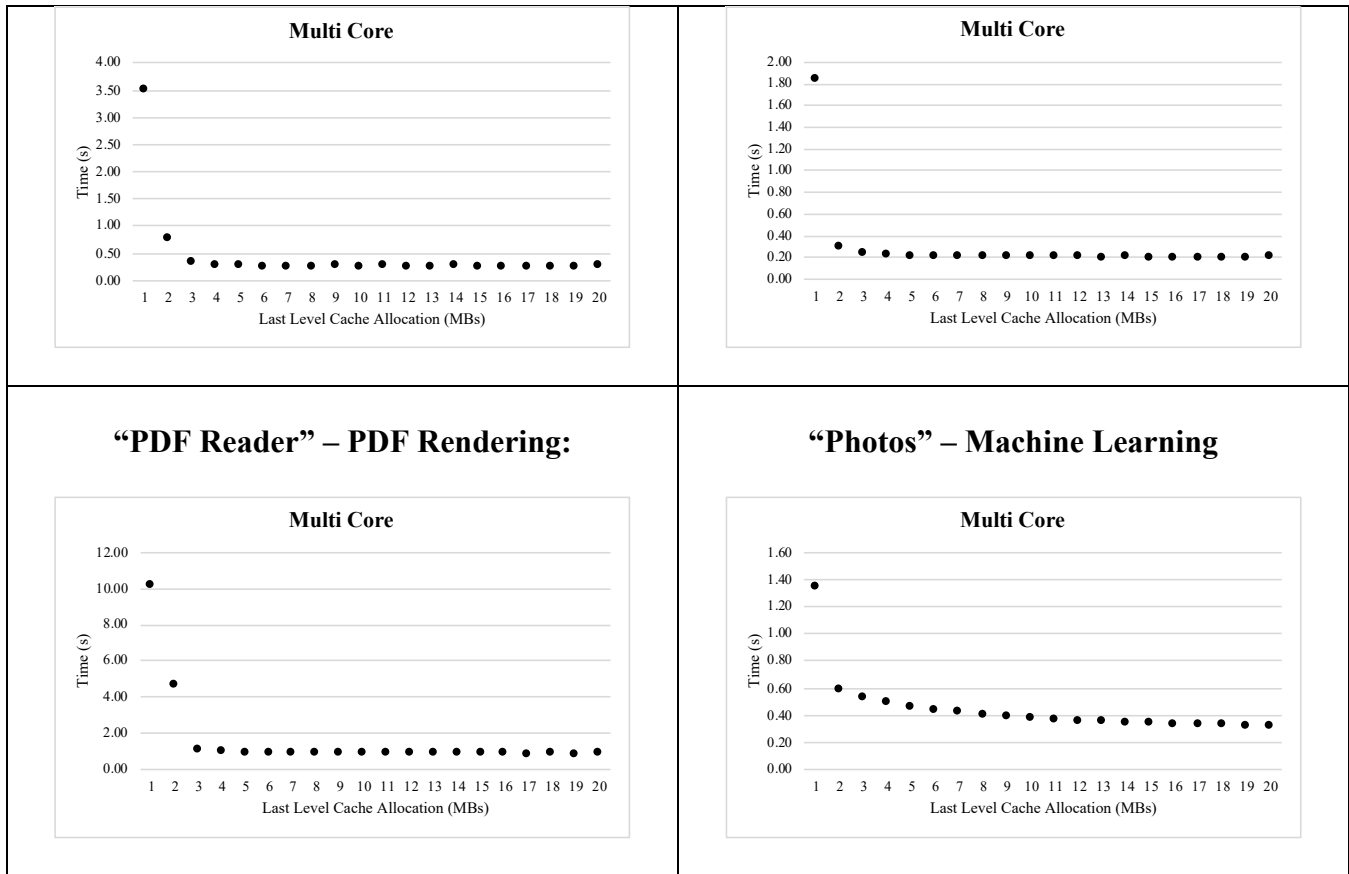 Multi Core
4.00
3.50
3.00
2.50
2.00
1.50
1.00
0.50
0.00
Time (s)
1 2 3 4 5 6 7 8 9 10 11 12 13 14 15 16 17 18 19 20
Last Level Cache Allocation (MBs)
Multi Core
2.00
1.80
1.60
1.40
1.20
1.00
0.80
0.60
0.40
0.20
0.00
Time (s)
1 2 3 4 5 6 7 8 9 10 11 12 13 14 15 16 17 18 19 20
Last Level Cache Allocation (MBs)
“PDF Reader” – PDF Rendering:
Multi Core
12.00
10.00
8.00
6.00
4.00
2.00
0.00
Time (s)
1 2 3 4 5 6 7 8 9 10 11 12 13 14 15 16 17 18 19 20
Last Level Cache Allocation (MBs)
“Photos” – Machine Learning
Multi Core
1.60
1.40
1.20
1.00
0.80
0.60
0.40
0.20
0.00
Time (s)
1 2 3 4 5 6 7 8 9 10 11 12 13 14 15 16 17 18 19 20
Last Level Cache Allocation (MBs)